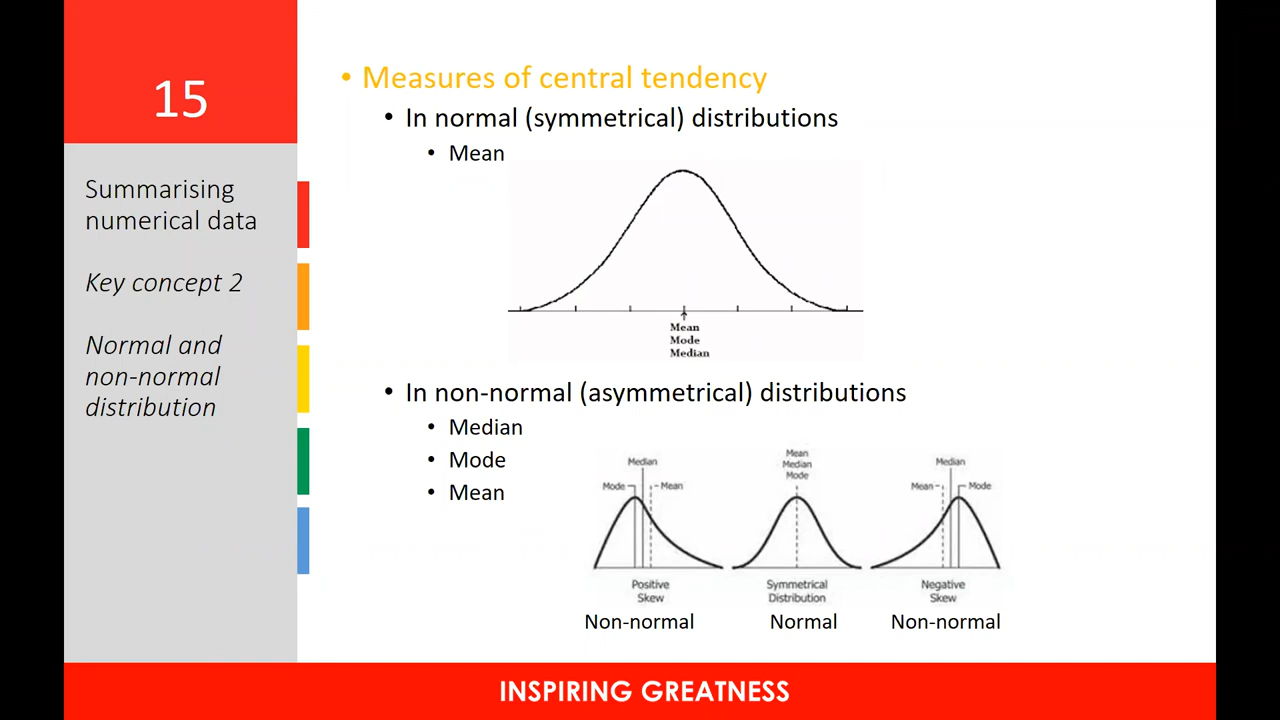 15
Summarising
numerical data
Key concept 2
Normal and
non-normal
distribution
• Measures of central tendency
• In normal (symmetrical) distributions
• Mean
Mean
Mode
Median
• In non-normal (asymmetrical) distributions
• Median
• Mode
• Mean
Median
Mode
Mean
Positive
Skew
Non-normal
Mean
Median
Mode
Symmetrical
Distribution
Normal
Median
Mean
Mode
Negative
Skew
Non-normal
INSPIRING GREATNESS